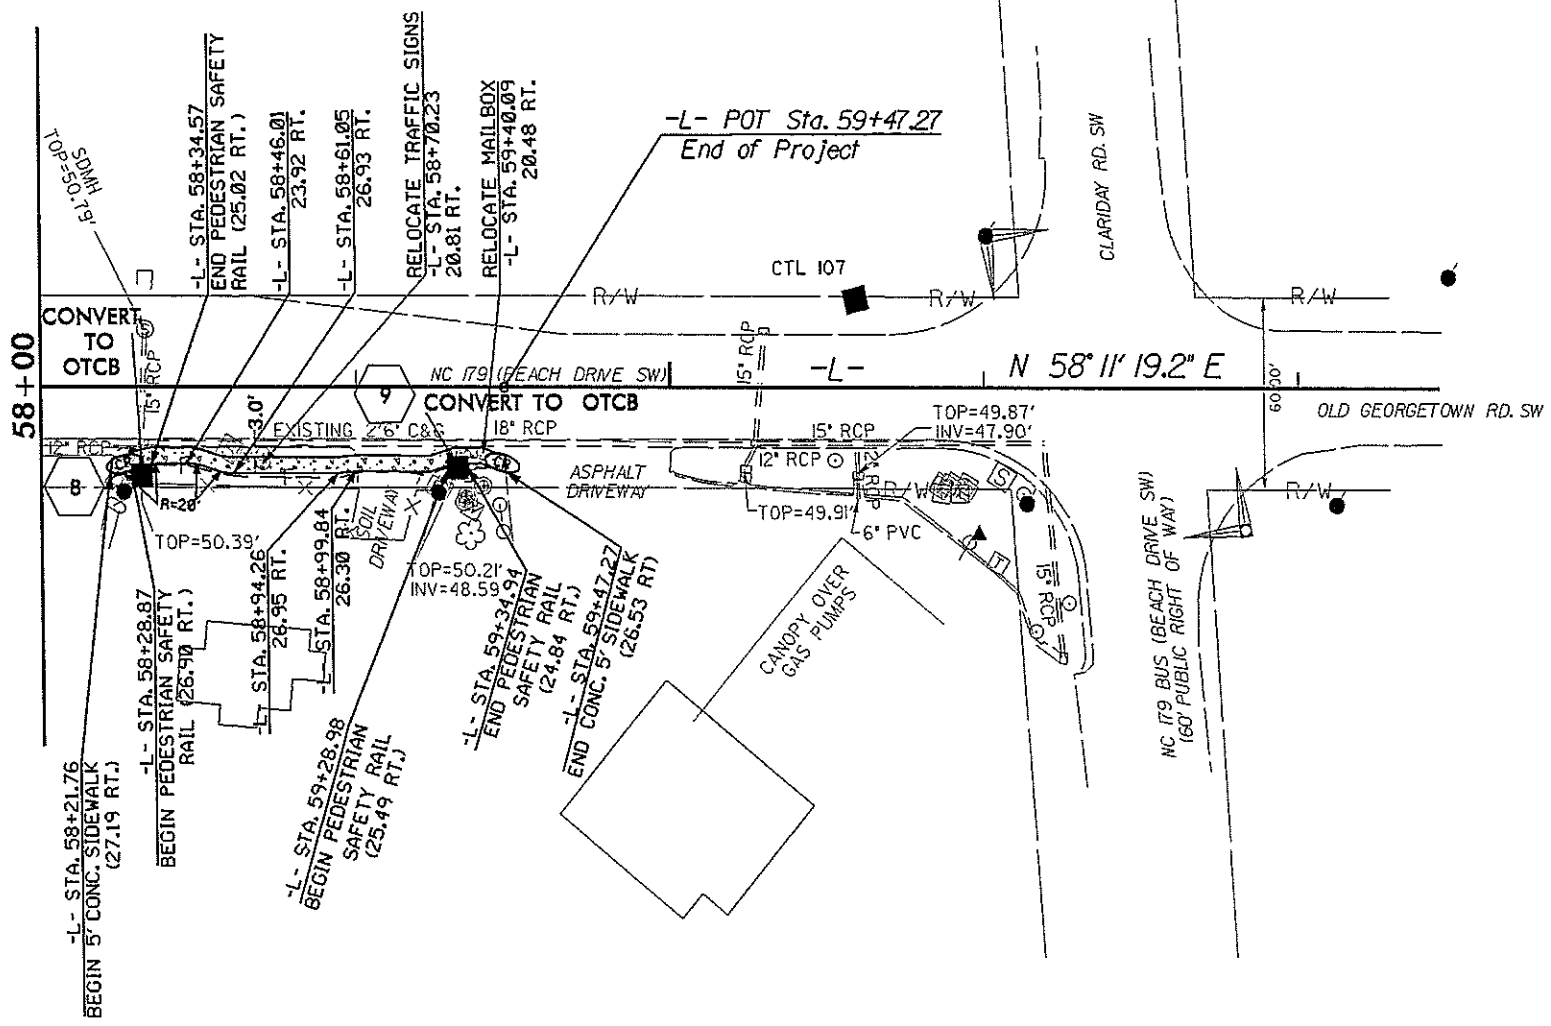 58+00
TOP=50.72'
HWDNS
-L- STA. 58+34.57
END PEDESTRIAN SAFETY
RAIL (25.02 RT.)
-L- STA. 58+46.01
23.92 RT.
-L- STA. 58+61.05
26.93 RT.
RELOCATE TRAFFIC SIGNS
-L- STA. 58+70.23
20.81 RT.
RELOCATE MAILBOX
-L- STA. 59+40.09
20.48 RT.
-L- POT Sta. 59+47.27
End of Project
CLARIDAY RD. SW
CTL 107
R/W
R/W
R/W
CONVERT
TO
OTCB
15" RCP
9
NC 179 (BEACH DRIVE SW)
-L-
N 58° 11' 19.2" E
CONVERT TO OTCB
15" RCP
60.00'
OLD GEORGETOWN RD. SW
12" RCP
3.0'
EXISTING 2'6" C&G
18" RCP
15" RCP
TOP=49.87'
INV=47.90'
CR
CR
8
R=20'
ASPHALT
DRIVEWAY
12" RCP
12" RCP
R/W
S
G
R/W
TOP=49.91'
6" PVC
T
TOP=50.39'
SOIL
DRIVEWAY
TOP=50.21'
INV=48.59'
15" RCP
-L- STA. 58+21.76
BEGIN 5' CONC. SIDEWALK
(27.19 RT.)
-L- STA. 58+28.87
BEGIN PEDESTRIAN SAFETY
RAIL (26.90 RT.)
-L- STA. 58+94.26
26.95 RT.
-L- STA. 58+99.84
26.30 RT.
-L- STA. 59+28.98
BEGIN PEDESTRIAN
SAFETY RAIL
(25.49 RT.)
-L- STA. 59+34.94
END PEDESTRIAN
SAFETY RAIL
(24.84 RT.)
-L- STA. 59+47.27
END CONC. 5' SIDEWALK
(26.53 RT)
CANOPY OVER
GAS PUMPS
NC 179 BUS (BEACH DRIVE SW)
(60' PUBLIC RIGHT OF WAY)